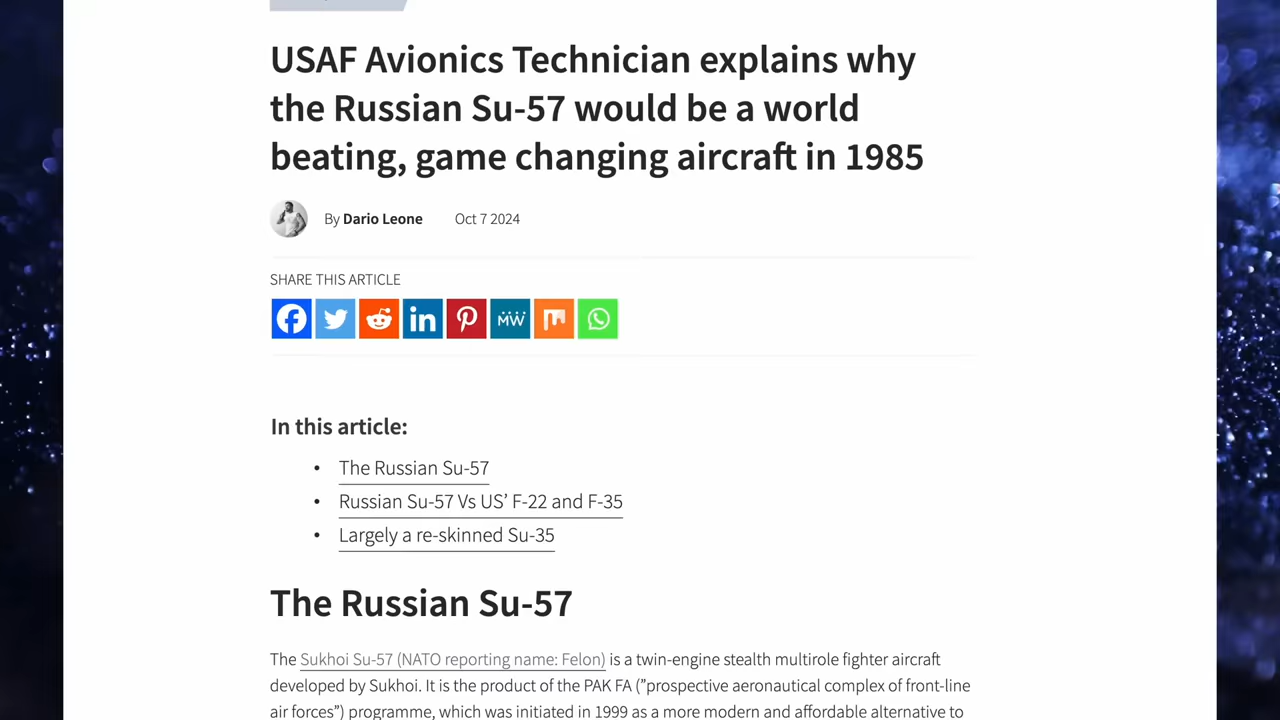 USAF Avionics Technician explains why
the Russian Su-57 would be a world
beating, game changing aircraft in 1985
By Dario Leone Oct 7 2024
SHARE THIS ARTICLE
in MW
In this article:
• The Russian Su-57
• Russian Su-57 Vs US’ F-22 and F-35
• Largely a re-skinned Su-35
The Russian Su-57
The Sukhoi Su-57 (NATO reporting name: Felon) is a twin-engine stealth multirole fighter aircraft
developed by Sukhoi. It is the product of the PAK FA (”prospective aeronautical complex of front-line
air forces”) programme, which was initiated in 1999 as a more modern and affordable alternative to